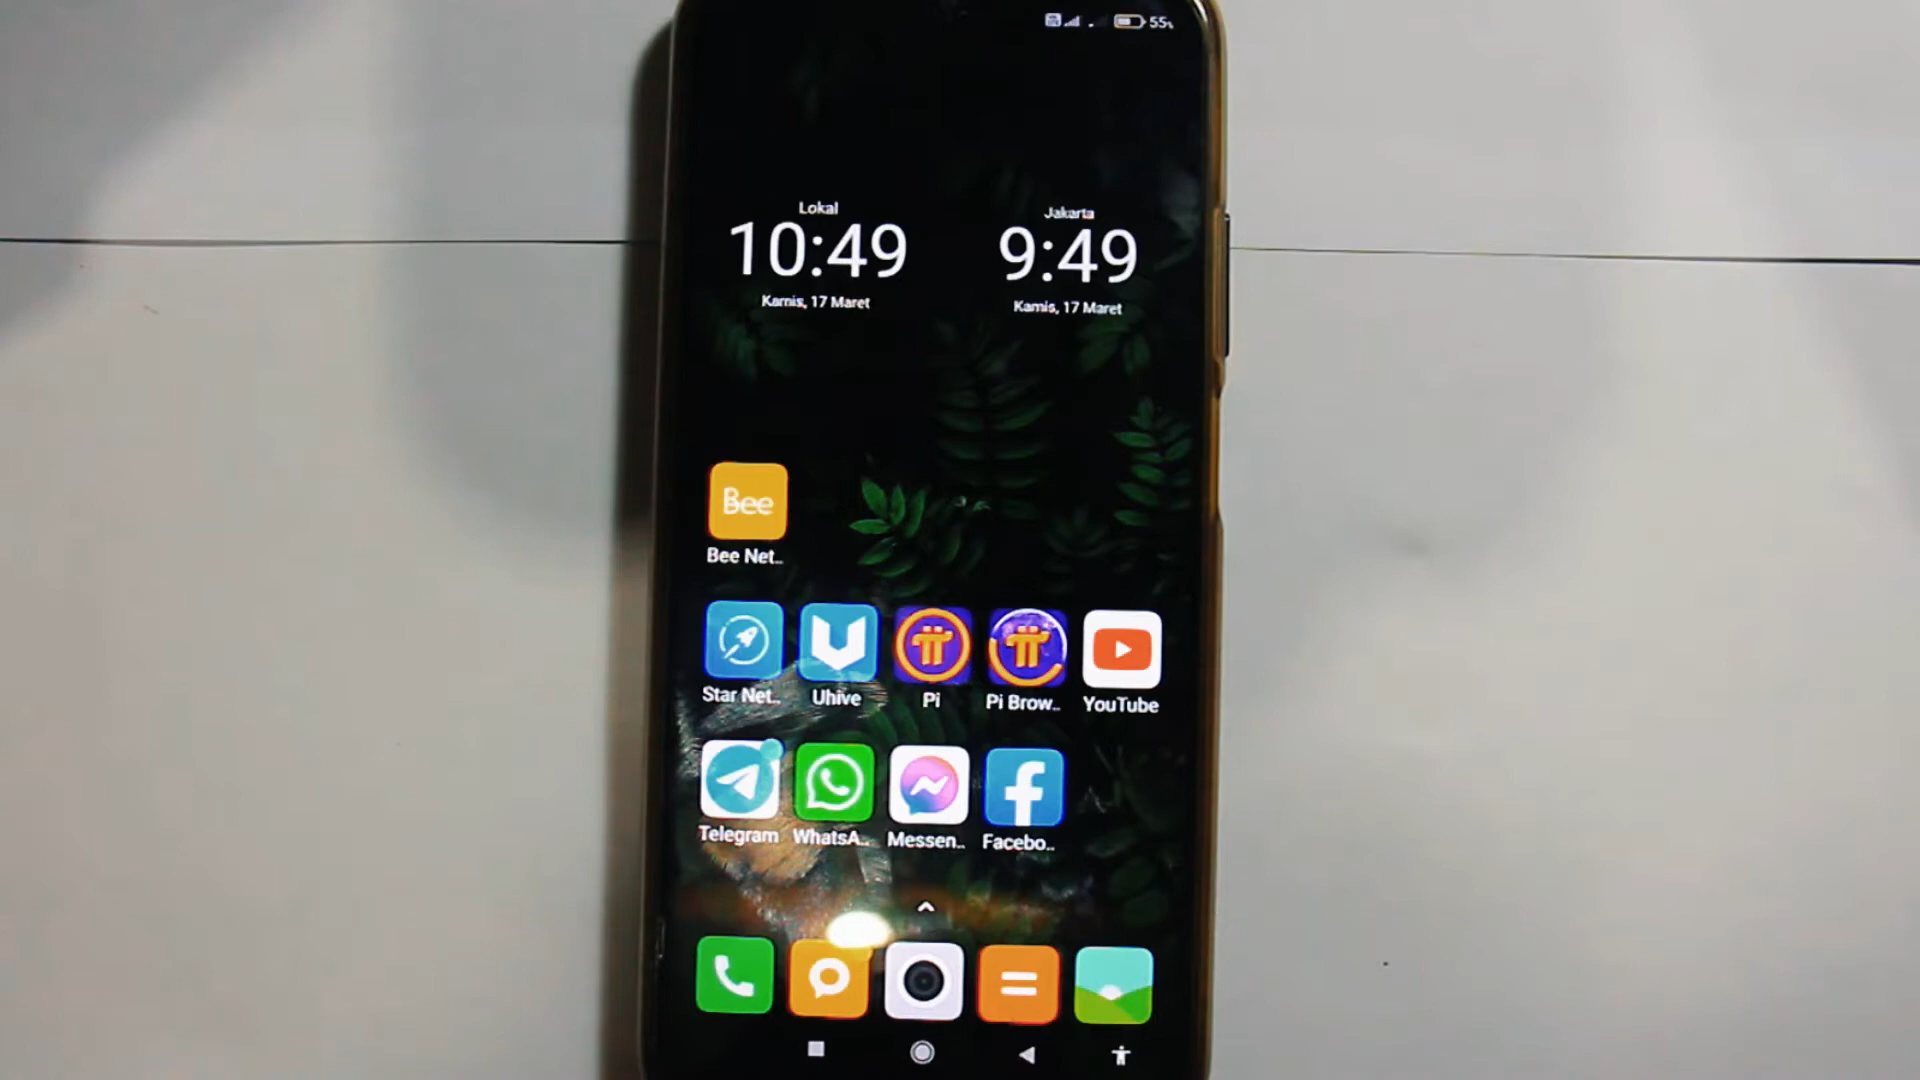 55%
Lokal
10:49
Kamis, 17 Maret
Jakarta
9:49
Kamis, 17 Maret
Bee
Bee Net..
Star Net..
Uhive
Pi
Pi Brow..
YouTube
Telegram
WhatsA..
Messen..
Facebo..